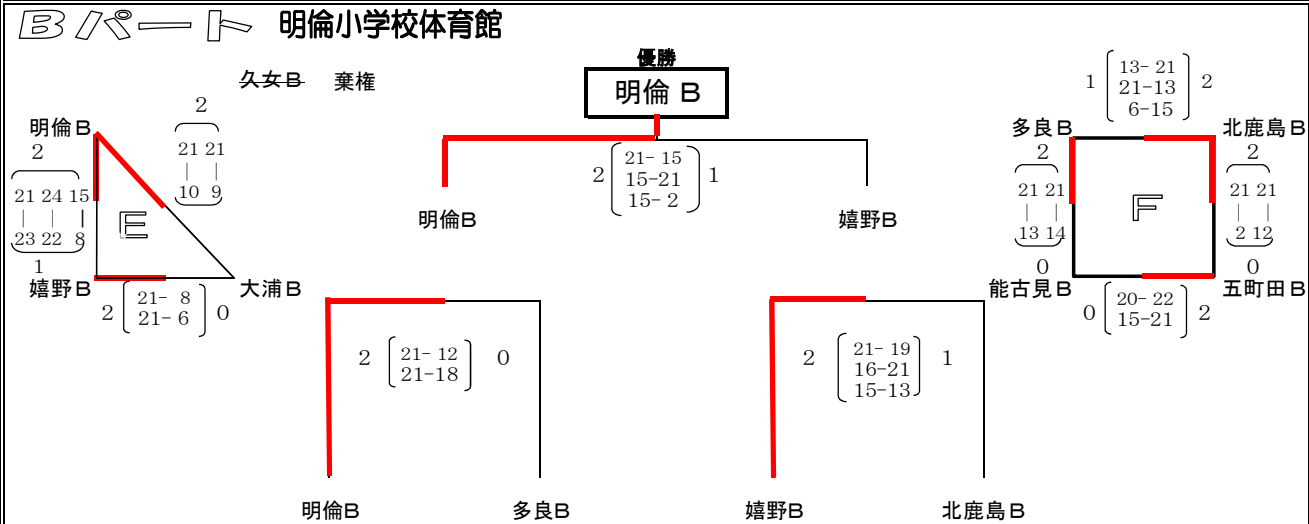 Bパート 明倫小学校体育館
久女B 棄権
優勝
明倫 B
2 21-15 1
15-21
15-2
明倫B
嬉野B
明倫B
2
21 24 15
| | |
23 22 8
1
嬉野B
2
21 21
| |
10 9
E
大浦B
2 21-8 0
21-6
1 13-21 2
21-13
6-15
多良B
北鹿島B
2
21 21
| |
13 14
0
F
2
21 21
| |
2 12
0
能古見B
五町田B
0 20-22 2
15-21
2 21-12 0
21-18
2 21-19 1
16-21
15-13
明倫B
多良B
嬉野B
北鹿島B